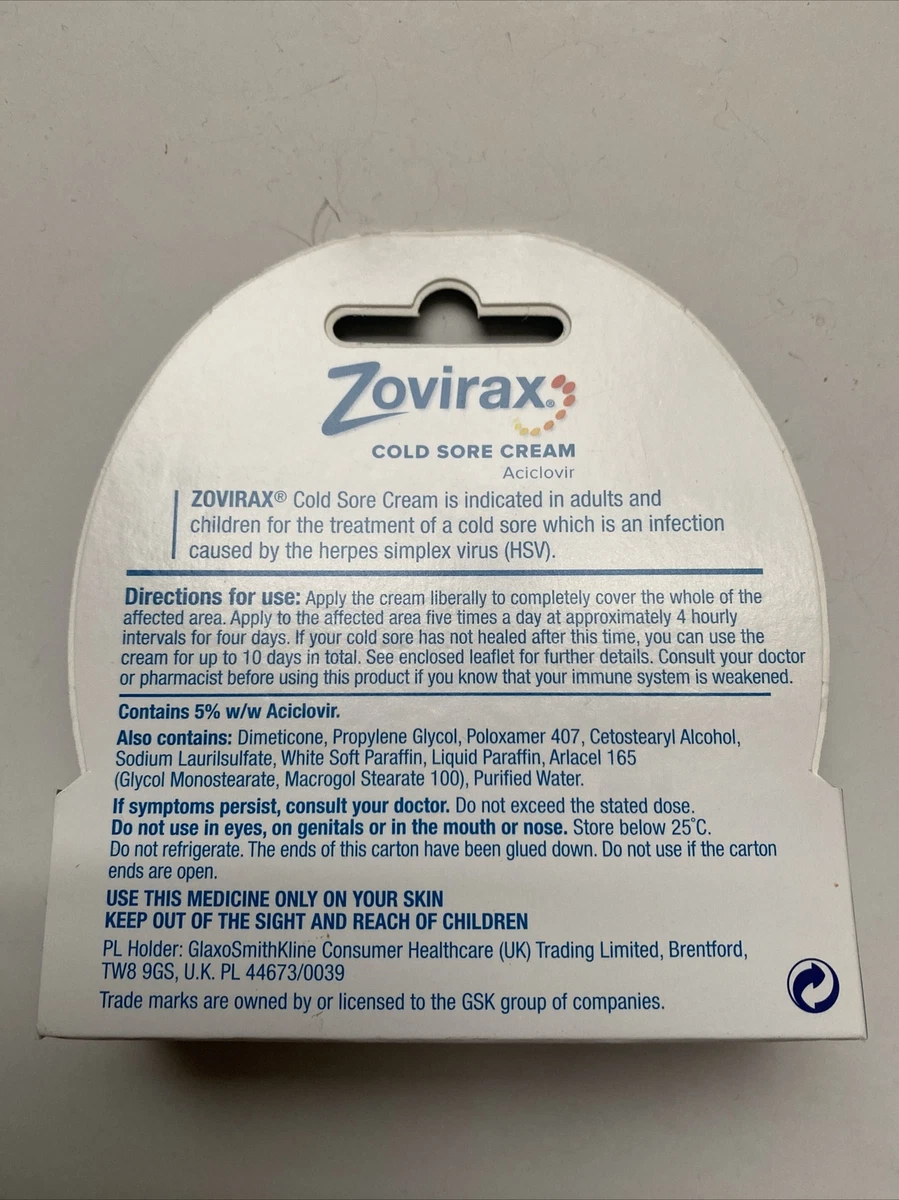 Zovirax®
COLD SORE CREAM
Aciclovir
ZOVIRAX® Cold Sore Cream is indicated in adults and
children for the treatment of a cold sore which is an infection
caused by the herpes simplex virus (HSV).
Directions for use: Apply the cream liberally to completely cover the whole of the
affected area. Apply to the affected area five times a day at approximately 4 hourly
intervals for four days. If your cold sore has not healed after this time, you can use the
cream for up to 10 days in total. See enclosed leaflet for further details. Consult your doctor
or pharmacist before using this product if you know that your immune system is weakened.
Contains 5% w/w Aciclovir.
Also contains: Dimeticone, Propylene Glycol, Poloxamer 407, Cetostearyl Alcohol,
Sodium Laurilsulfate, White Soft Paraffin, Liquid Paraffin, Arlacel 165
(Glycol Monostearate, Macrogol Stearate 100), Purified Water.
If symptoms persist, consult your doctor. Do not exceed the stated dose.
Do not use in eyes, on genitals or in the mouth or nose. Store below 25˚C.
Do not refrigerate. The ends of this carton have been glued down. Do not use if the carton
ends are open.
USE THIS MEDICINE ONLY ON YOUR SKIN
KEEP OUT OF THE SIGHT AND REACH OF CHILDREN
PL Holder: GlaxoSmithKline Consumer Healthcare (UK) Trading Limited, Brentford,
TW8 9GS, U.K. PL 44673/0039
Trade marks are owned by or licensed to the GSK group of companies.